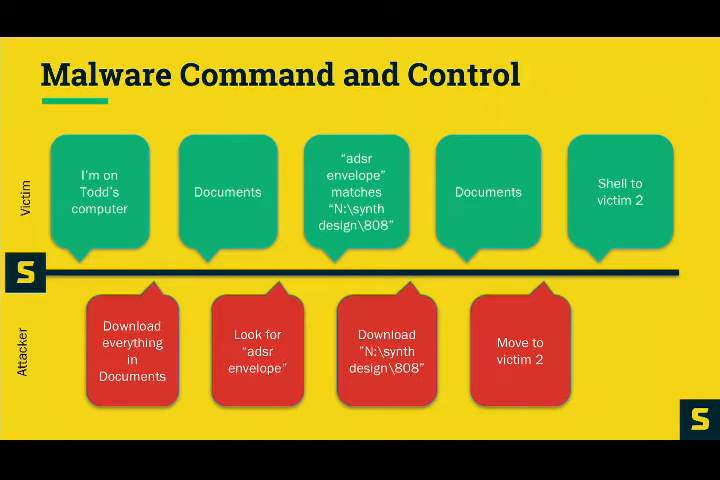 Malware Command and Control
Victim
I'm on
Todd's
computer
Documents
“adsr
envelope”
matches
“N:\synth
design\808”
Documents
Shell to
victim 2
S
Attacker
Download
everything
in
Documents
Look for
“adsr
envelope”
Download
”N:\synth
design\808”
Move to
victim 2
S